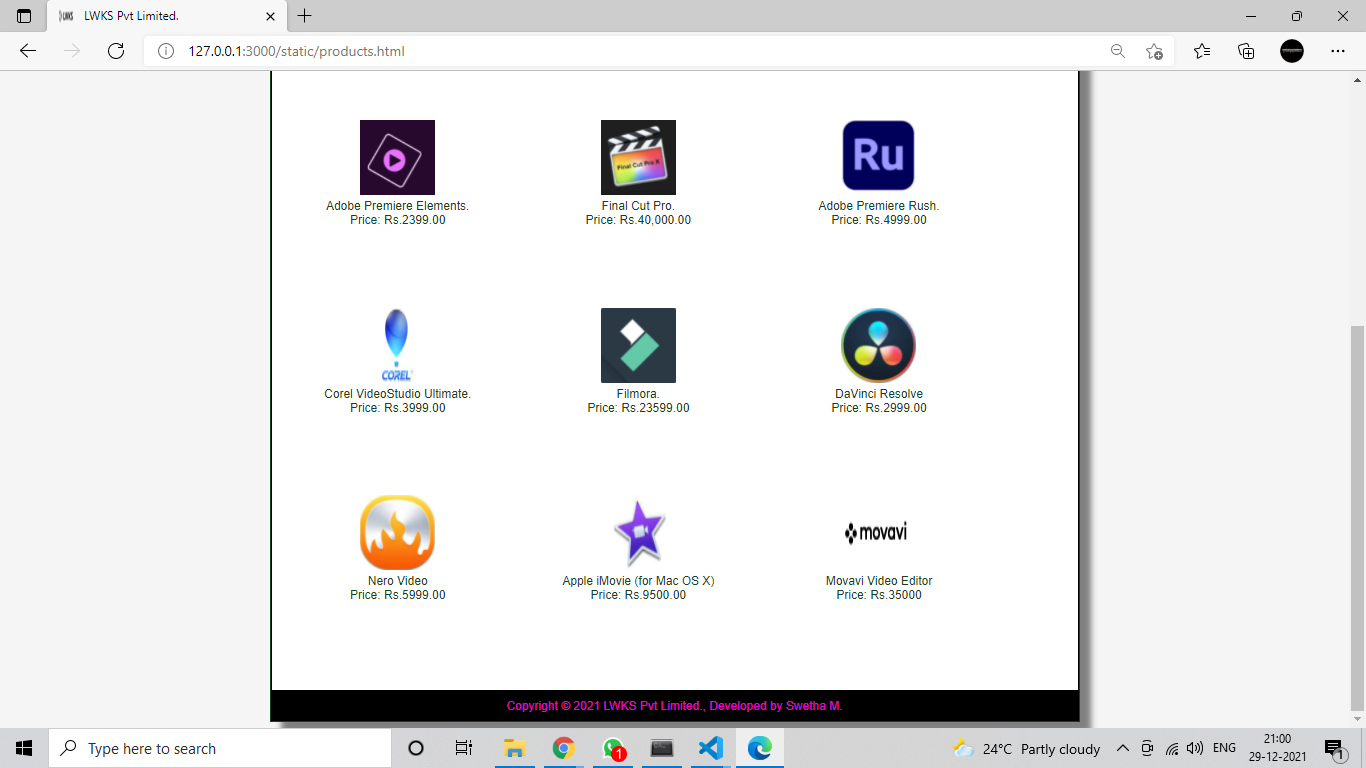 LWKS LWKS Pvt Limited.
127.0.0.1:3000/static/products.html
Final Cut Pro X
Ru
Adobe Premiere Elements.
Price: Rs.2399.00
Final Cut Pro.
Price: Rs.40,000.00
Adobe Premiere Rush.
Price: Rs.4999.00
COREL
Corel VideoStudio Ultimate.
Price: Rs.3999.00
Filmora.
Price: Rs.23599.00
DaVinci Resolve
Price: Rs.2999.00
movavi
Nero Video
Price: Rs.5999.00
Apple iMovie (for Mac OS X)
Price: Rs.9500.00
Movavi Video Editor
Price: Rs.35000
Copyright © 2021 LWKS Pvt Limited., Developed by Swetha M.
Type here to search
1
24°C Partly cloudy
ENG
21:00
29-12-2021
1